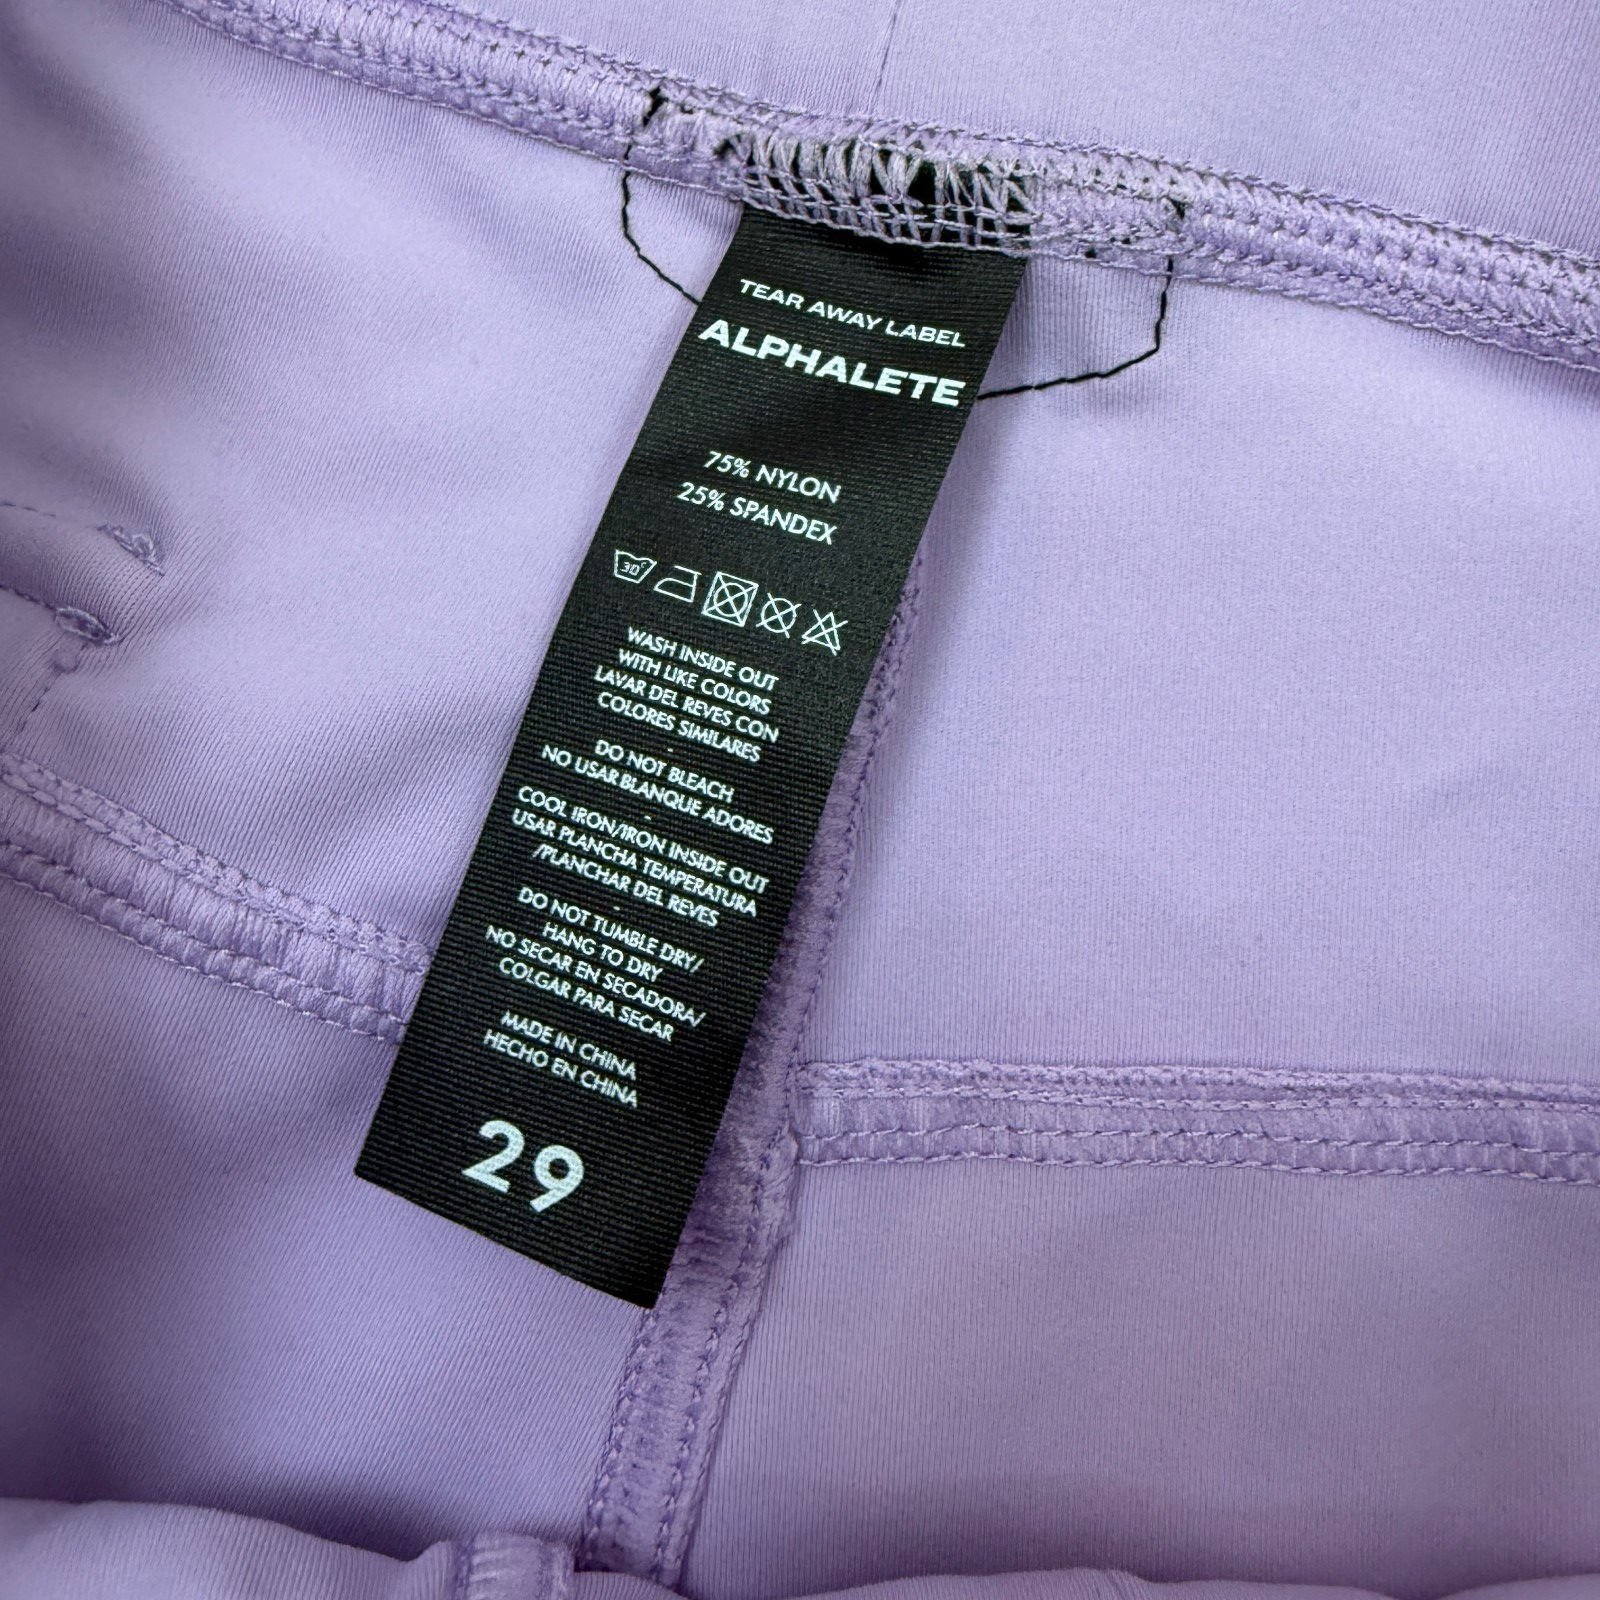 TEAR AWAY LABEL
ALPHALETE
75% NYLON
25% SPANDEX
30°
WASH INSIDE OUT
WITH LIKE COLORS
LAVAR DEL REVES CON
COLORES SIMILARES
-
DO NOT BLEACH
NO USAR BLANQUE ADORES
-
COOL IRON/IRON INSIDE OUT
USAR PLANCHA TEMPERATURA
/PLANCHAR DEL REVES
-
DO NOT TUMBLE DRY/
HANG TO DRY
NO SECAR EN SECADORA/
COLGAR PARA SECAR
MADE IN CHINA
HECHO EN CHINA
29